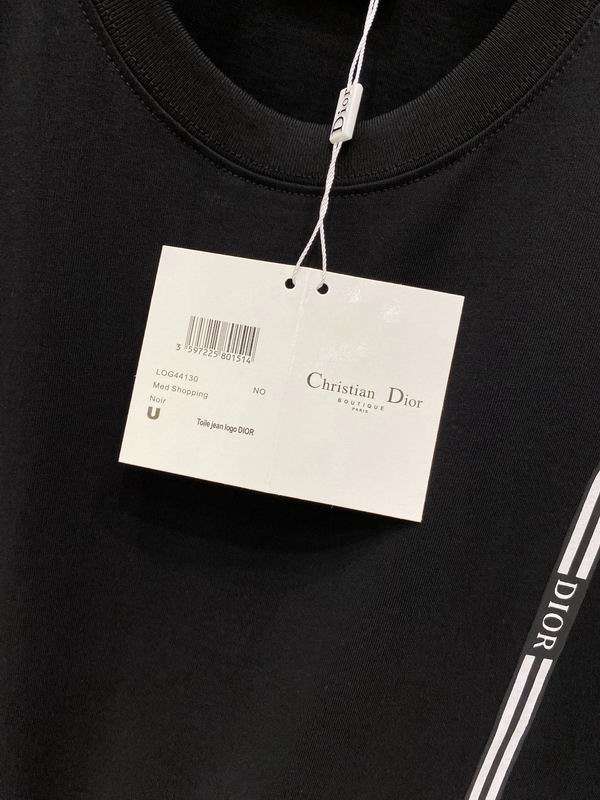 Dior
3 597225 801514
LOG44130
Med Shopping
NO
Noir
U
Toile jean logo DIOR
Christian Dior
BOUTIQUE
PARIS
DIOR